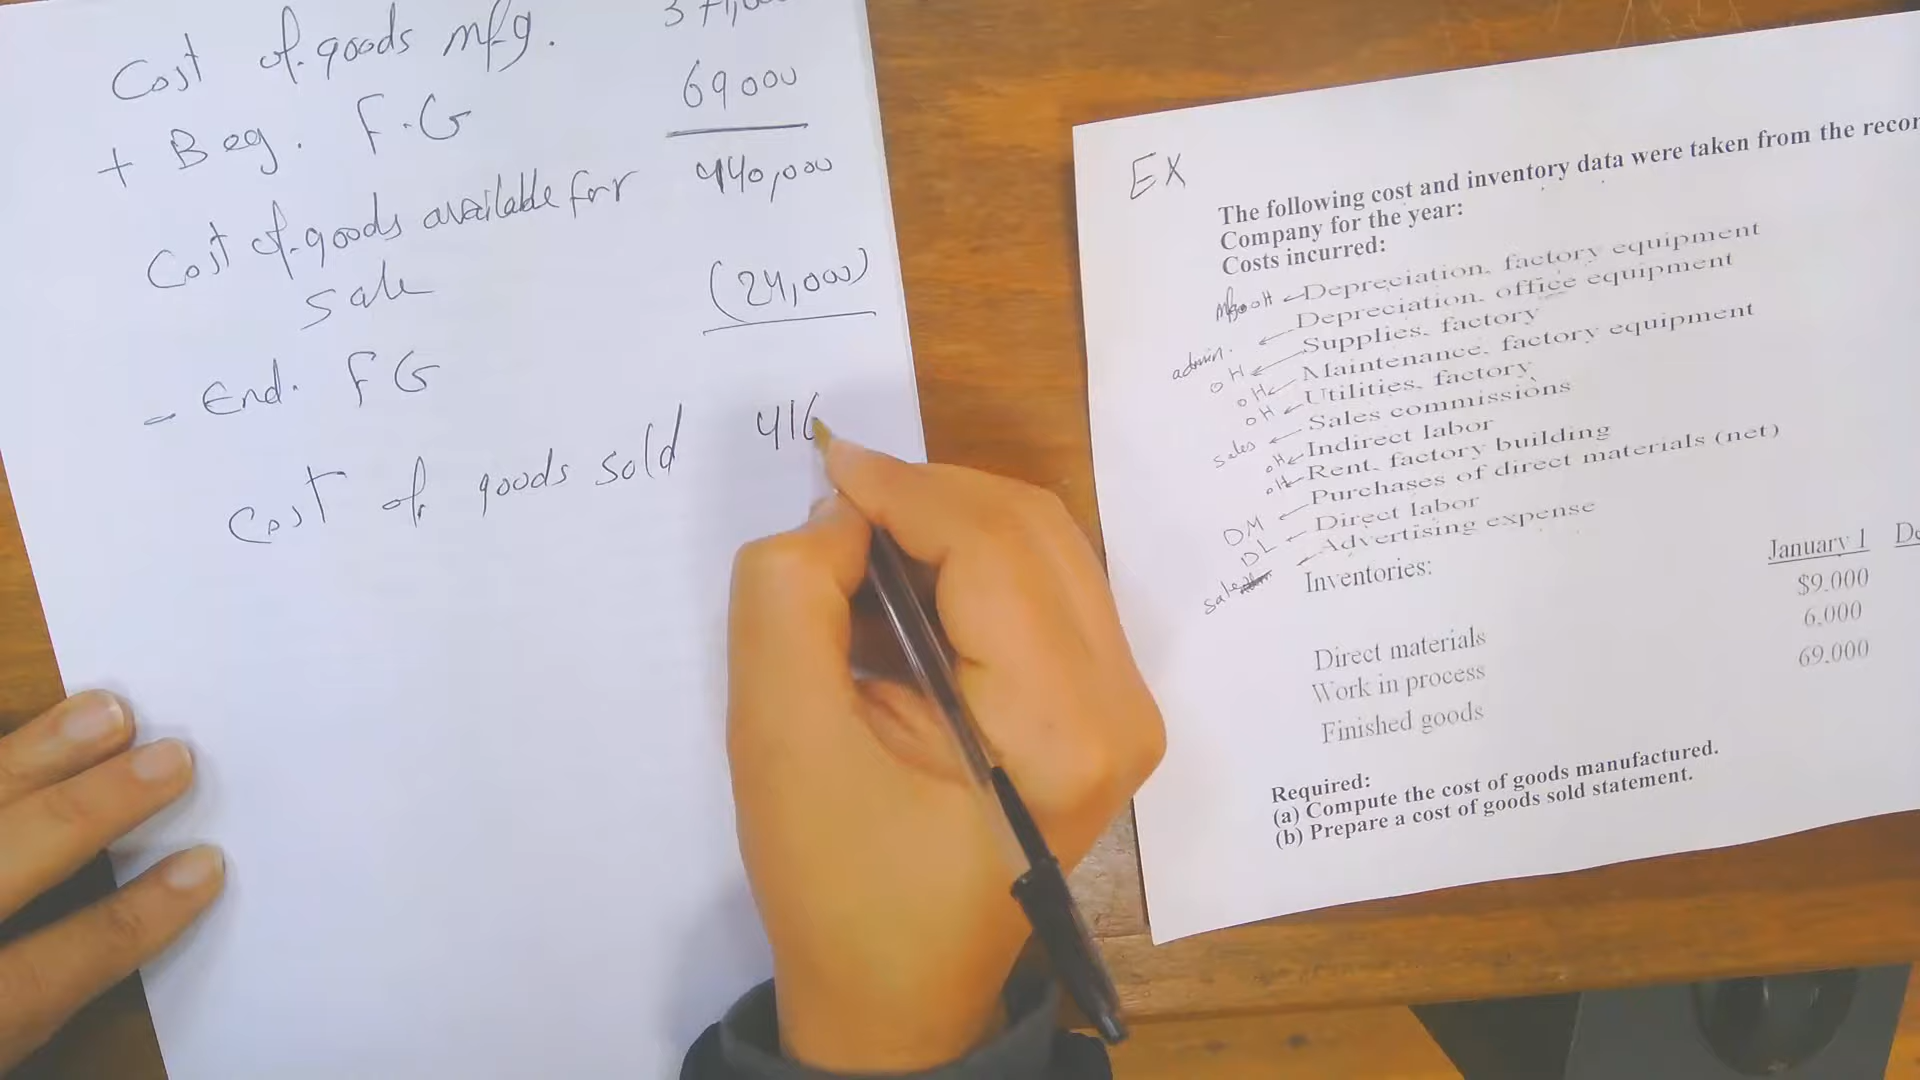 Cost of goods mfg. 371,000
+ Beg. F.G 69000
Cost of goods available for 440,000
sale
- End. FG (24,000)
Cost of goods sold 416
EX
The following cost and inventory data were taken from the
Company for the year:
Costs incurred:
mfg OH ← Depreciation, factory equipment
admin. ← Depreciation, office equipment
OH ← Supplies, factory
OH ← Maintenance, factory equipment
OH ← Utilities, factory
Sales ← Sales commissions
OH ← Indirect labor
OH ← Rent, factory building
DM ← Purchases of direct materials (net)
DL ← Direct labor
Sales ← Advertising expense
Inventories: January 1
Direct materials $9.000
Work in process 6.000
Finished goods 69.000
Required:
(a) Compute the cost of goods manufactured.
(b) Prepare a cost of goods sold statement.